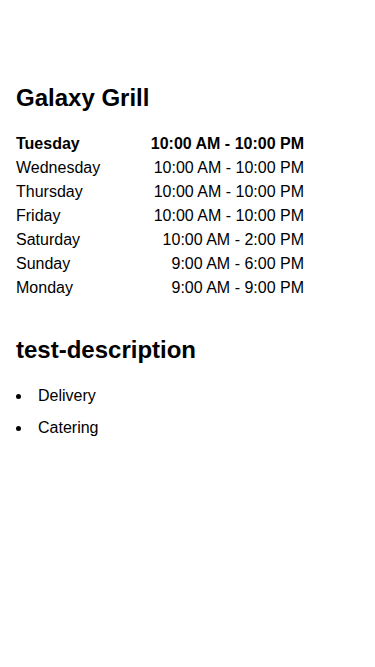 Galaxy Grill
Tuesday 10:00 AM - 10:00 PM
Wednesday 10:00 AM - 10:00 PM
Thursday 10:00 AM - 10:00 PM
Friday 10:00 AM - 10:00 PM
Saturday 10:00 AM - 2:00 PM
Sunday 9:00 AM - 6:00 PM
Monday 9:00 AM - 9:00 PM
test-description
• Delivery
• Catering